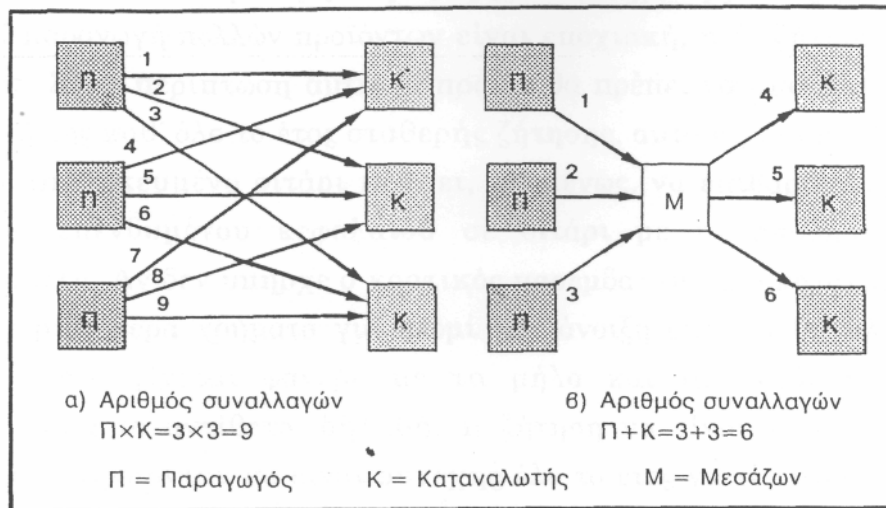 Π 1 Κ Π Κ
2 1 4
3
4
Π 5 Κ Π 2 Μ 5 Κ
6
7
8
Π 9 Κ Π 3 6 Κ
α) Αριθμός συναλλαγών β) Αριθμός συναλλαγών
Π×Κ=3×3=9 Π+Κ=3+3=6
Π = Παραγωγός Κ = Καταναλωτής Μ = Μεσάζων